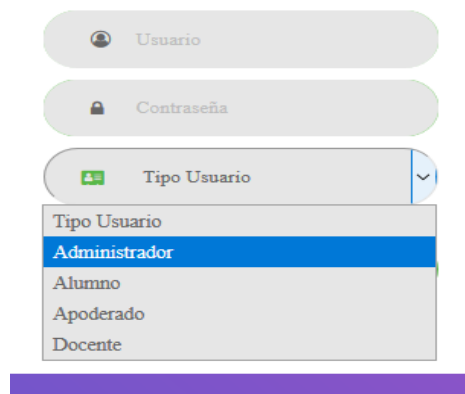 Usuario
Contraseña
Tipo Usuario
Tipo Usuario
Administrador
Alumno
Apoderado
Docente